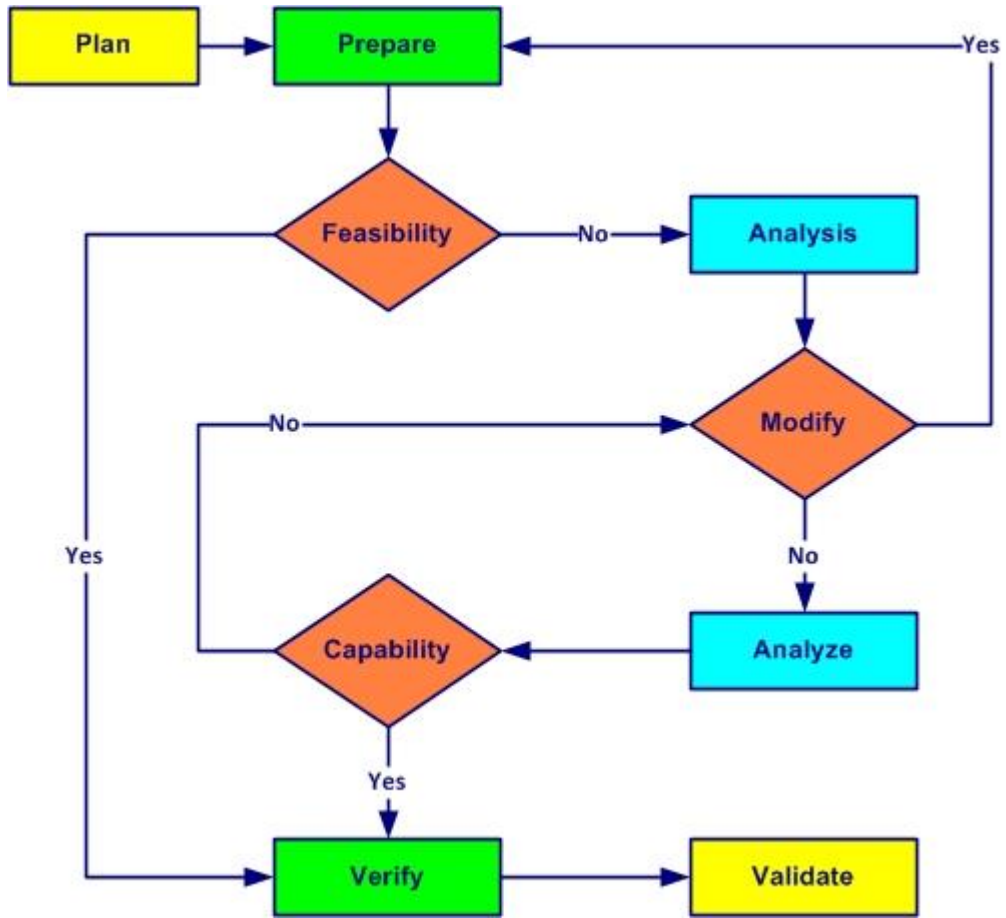 Plan
Prepare
Yes
Feasibility
No
Analysis
No
Modify
Yes
No
Capability
Analyze
Yes
Verify
Validate